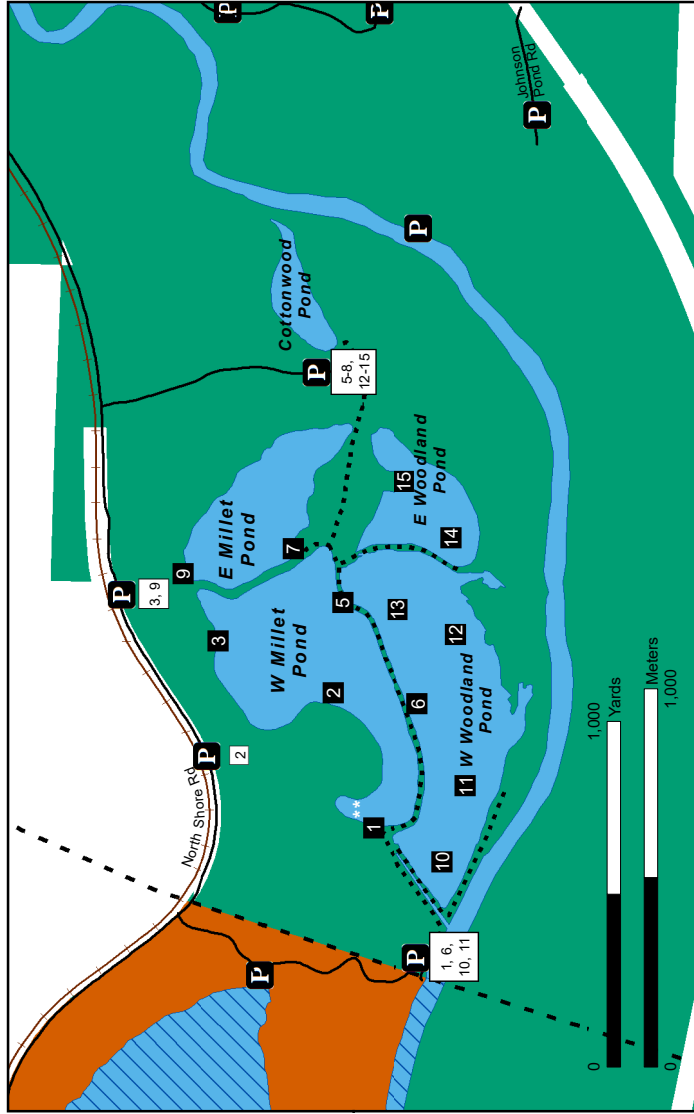 P
P
Johnson
Pond Rd
P
P
Cottonwood
Pond
P
5-8,
12-15
E Millet
Pond
9
7
P
3, 9
3
W Millet
Pond
2
5
E Woodland
Pond
15
14
13
12
6
W Woodland
Pond
11
10
1
**
North Shore Rd
P
2
P
P
1, 6,
10, 11
0
1,000
Yards
0
1,000
Meters